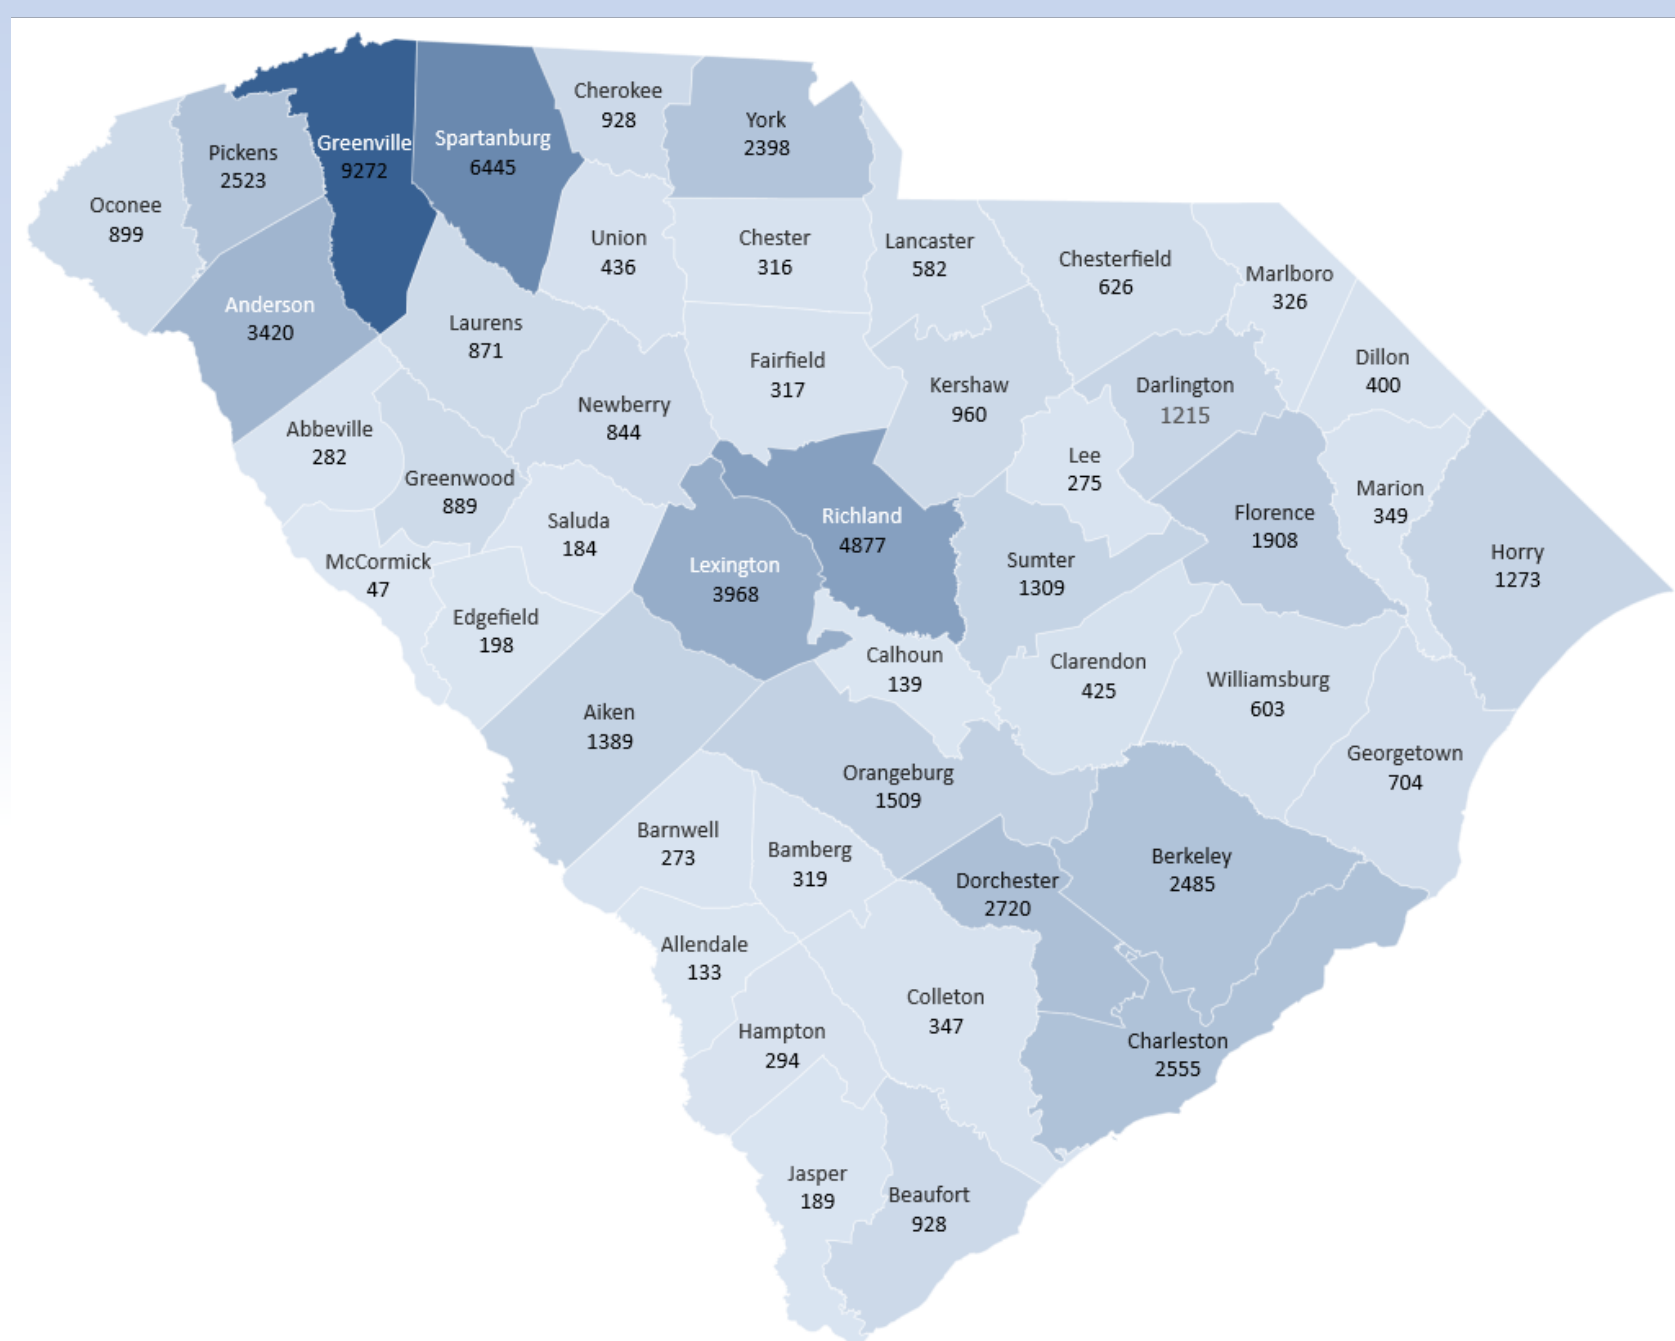 Cherokee
928
York
2398
Greenville
9272
Spartanburg
6445
Pickens
2523
Oconee
899
Union
436
Chester
316
Lancaster
582
Chesterfield
626
Marlboro
326
Anderson
3420
Laurens
871
Fairfield
317
Dillon
400
Kershaw
960
Darlington
1215
Newberry
844
Abbeville
282
Lee
275
Greenwood
889
Marion
349
Saluda
184
Richland
4877
Florence
1908
McCormick
47
Lexington
3968
Sumter
1309
Horry
1273
Edgefield
198
Calhoun
139
Clarendon
425
Williamsburg
603
Aiken
1389
Georgetown
704
Orangeburg
1509
Barnwell
273
Bamberg
319
Berkeley
2485
Dorchester
2720
Allendale
133
Colleton
347
Hampton
294
Charleston
2555
Jasper
189
Beaufort
928